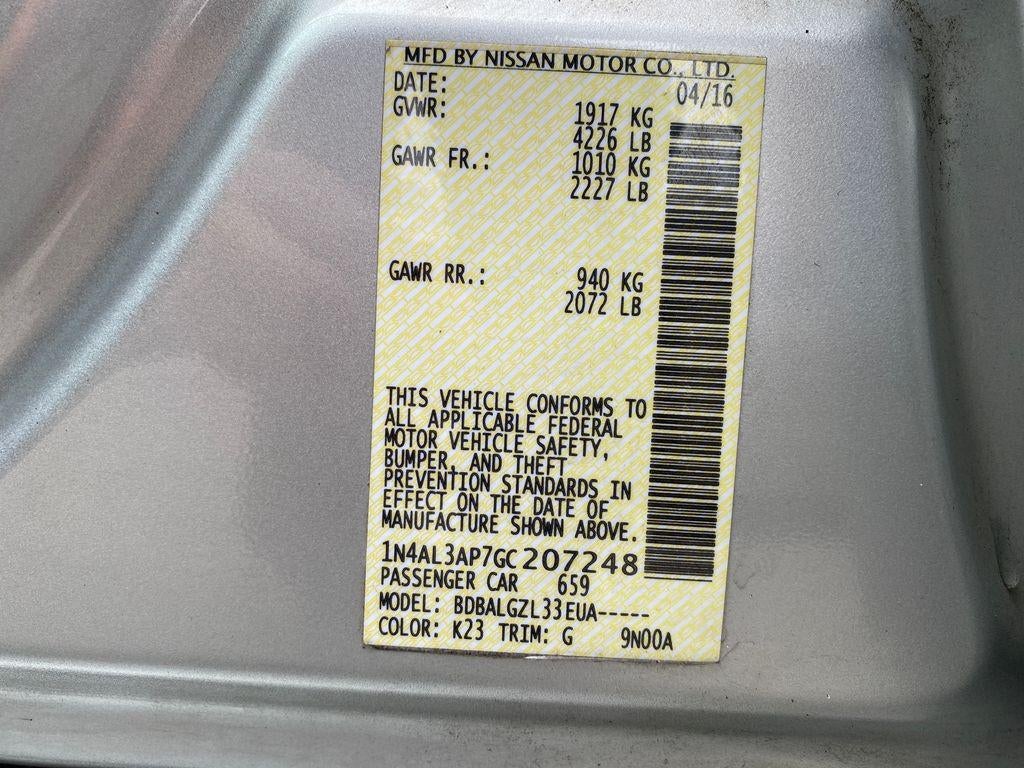 MFD BY NISSAN MOTOR CO., LTD.
DATE: 04/16
GVWR: 1917 KG
4226 LB
GAWR FR.: 1010 KG
2227 LB
GAWR RR.: 940 KG
2072 LB
THIS VEHICLE CONFORMS TO
ALL APPLICABLE FEDERAL
MOTOR VEHICLE SAFETY,
BUMPER, AND THEFT
PREVENTION STANDARDS IN
EFFECT ON THE DATE OF
MANUFACTURE SHOWN ABOVE.
1N4AL3AP7GC207248
PASSENGER CAR 659
MODEL: BDBALGZL33EUA-----
COLOR: K23 TRIM: G 9N00A